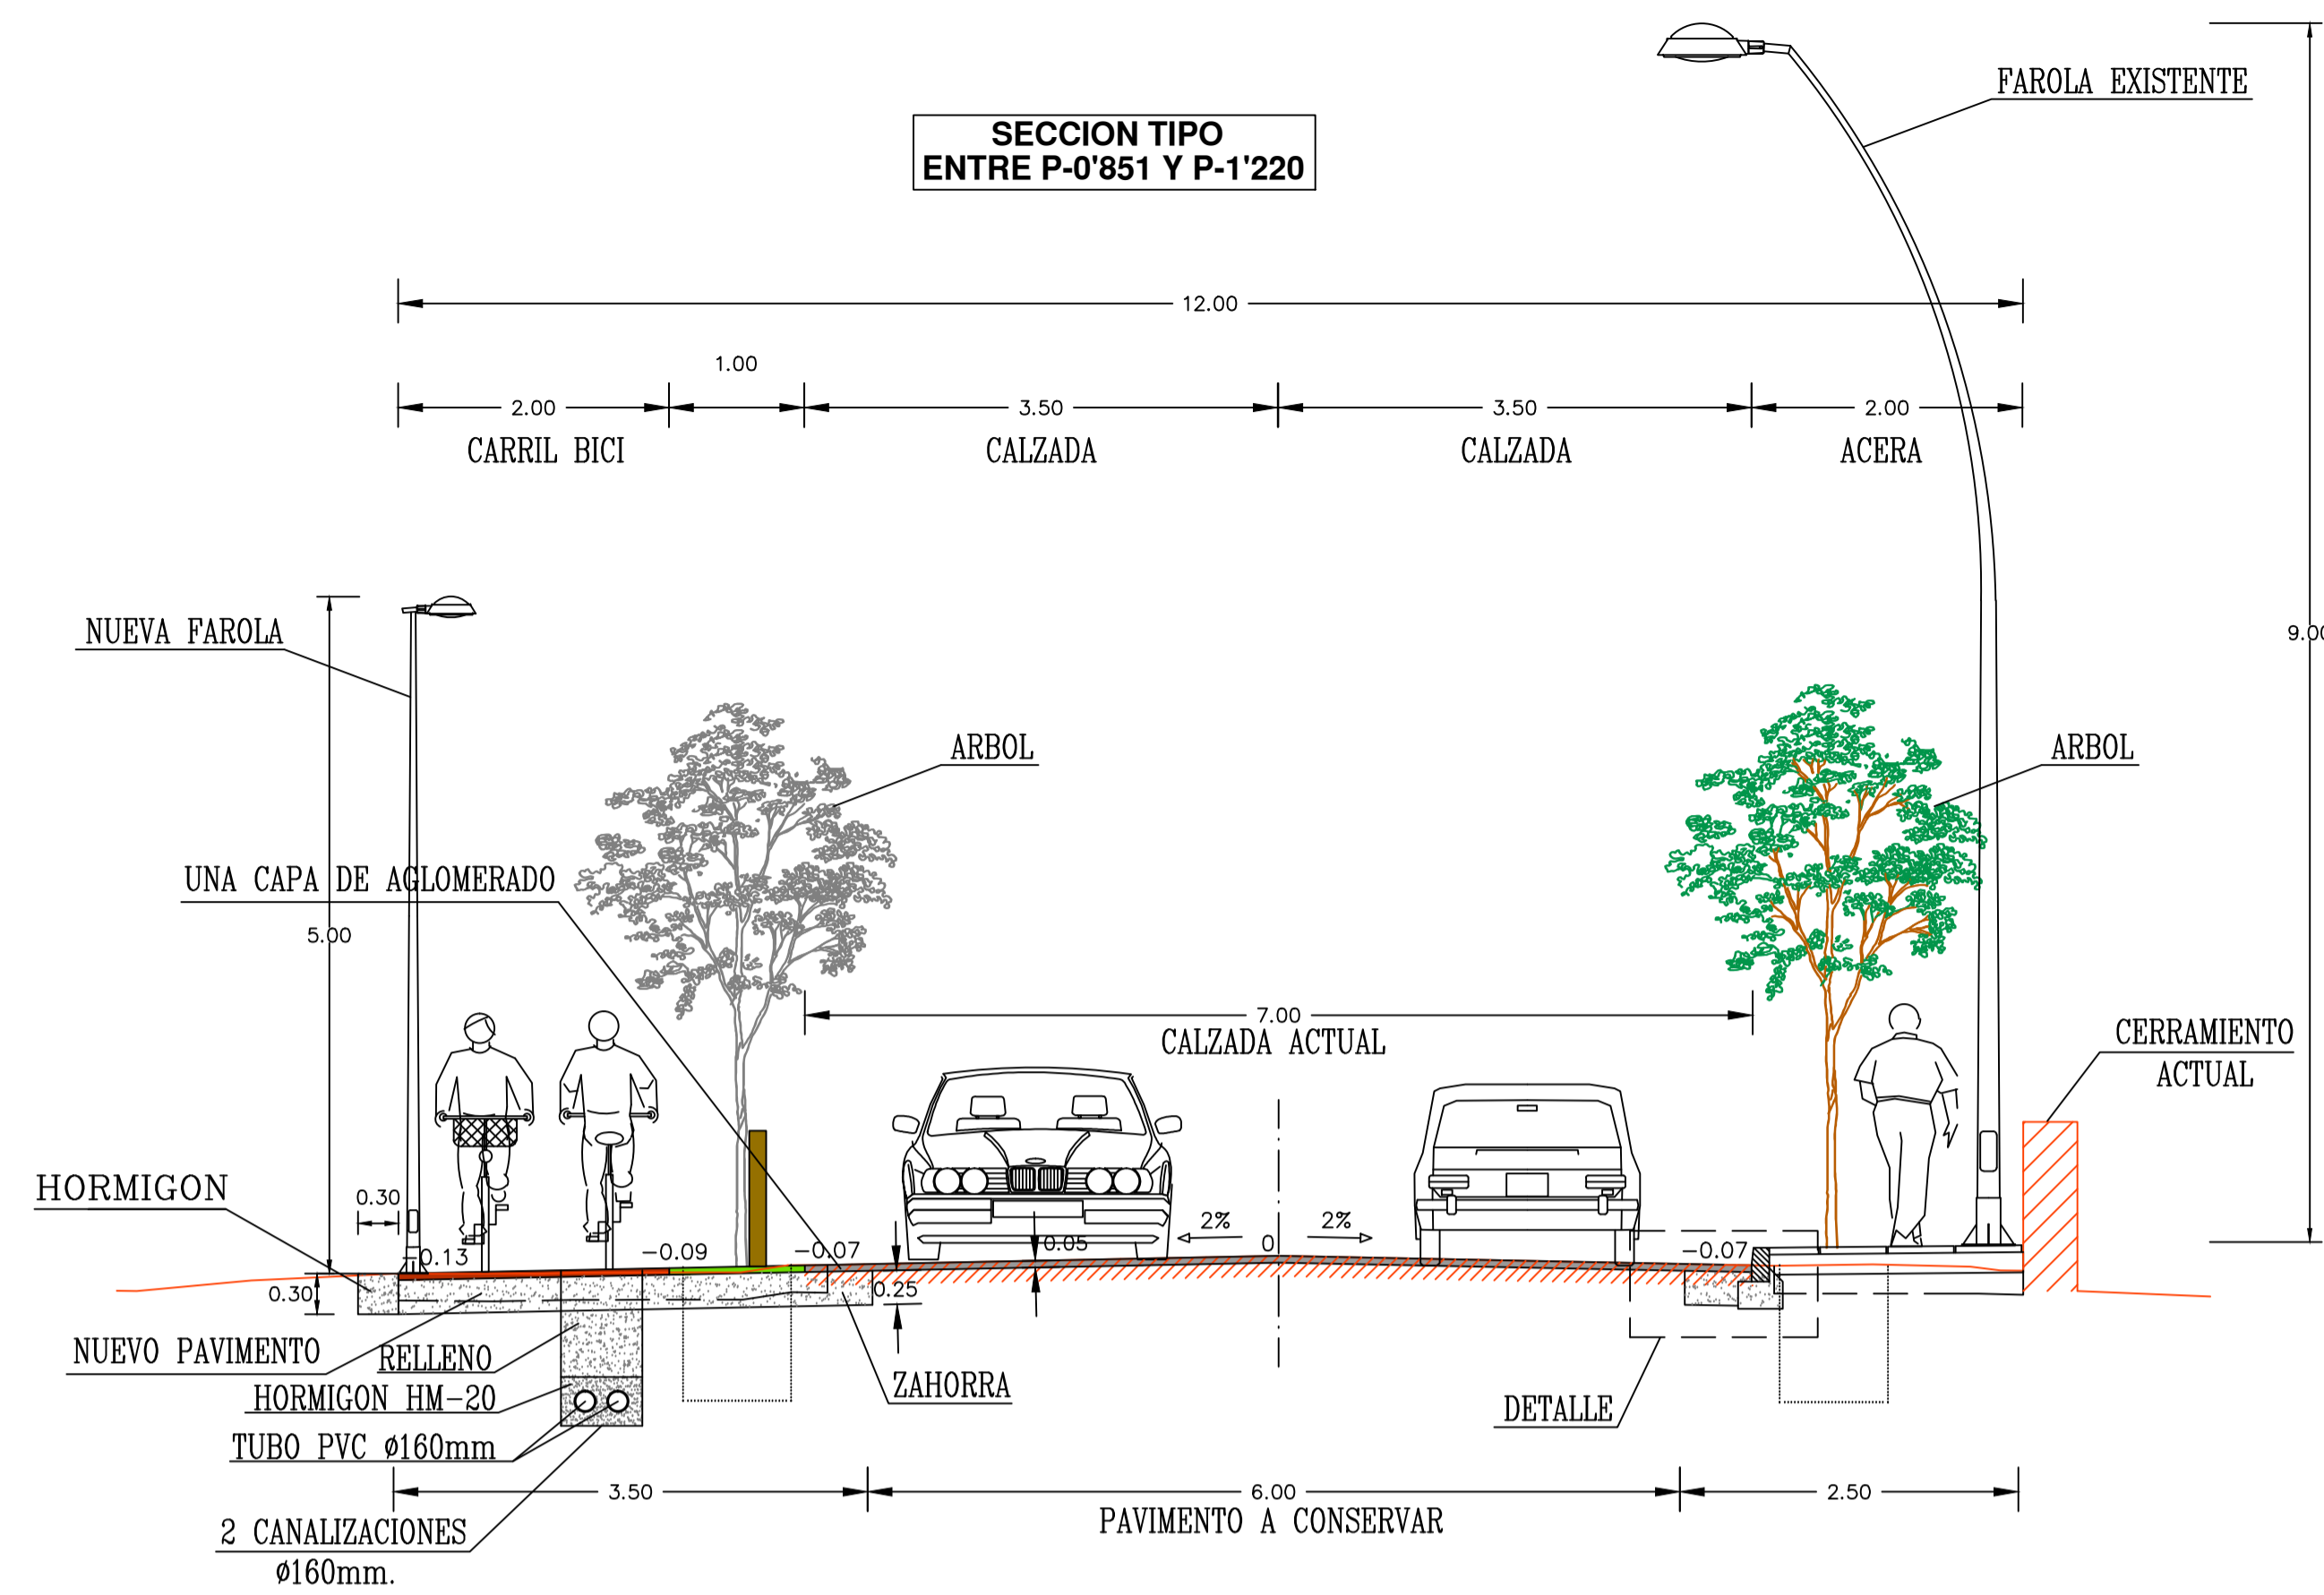 FAROLA EXISTENTE
SECCION TIPO
ENTRE P-0'851 Y P-1'220
12.00
1.00
2.00
3.50
3.50
2.00
CARRIL BICI
CALZADA
CALZADA
ACERA
NUEVA FAROLA
9.00
ARBOL
ARBOL
UNA CAPA DE AGLOMERADO
5.00
7.00
CALZADA ACTUAL
CERRAMIENTO
ACTUAL
HORMIGON
0.30
2%
2%
0
0.05
-0.13
-0.09
-0.07
-0.07
0.30
0.25
NUEVO PAVIMENTO
RELLENO
ZAHORRA
HORMIGON HM-20
DETALLE
TUBO PVC ø160mm
3.50
6.00
2.50
PAVIMENTO A CONSERVAR
2 CANALIZACIONES
ø160mm.